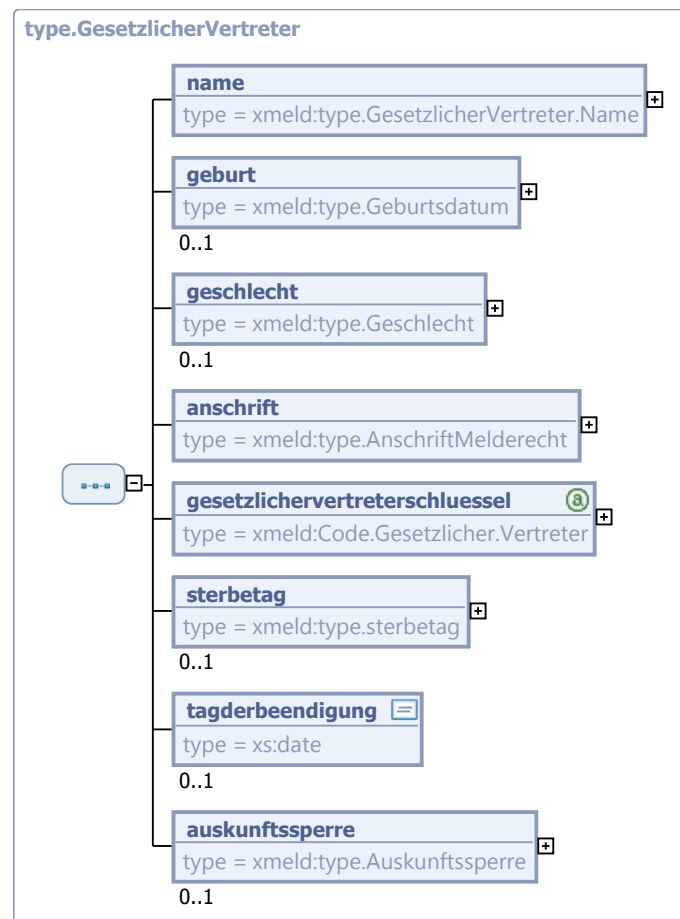 type.GesetzlicherVertreter
name
type = xmeld:type.GesetzlicherVertreter.Name
geburt
type = xmeld:type.Geburtsdatum
0..1
geschlecht
type = xmeld:type.Geschlecht
0..1
anschrift
type = xmeld:type.AnschriftMelderecht
gesetzlichervertreterschluessel a
type = xmeld:Code.Gesetzlicher.Vertreter
sterbetag
type = xmeld:type.sterbetag
0..1
tagderbeendigung
type = xs:date
0..1
auskunftssperre
type = xmeld:type.Auskunftssperre
0..1